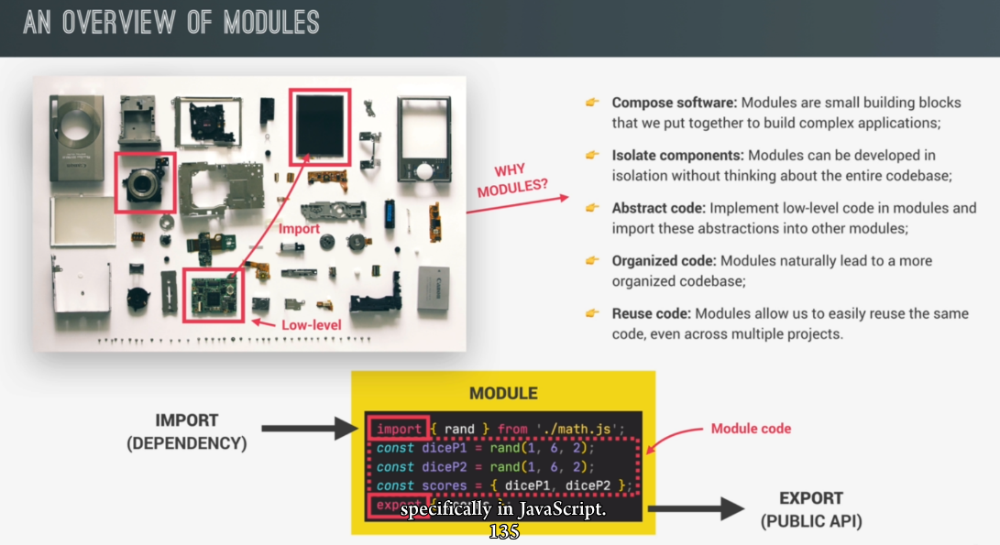 AN OVERVIEW OF MODULES
Import
Low-level
WHY
MODULES?
Compose software: Modules are small building blocks
that we put together to build complex applications;
Isolate components: Modules can be developed in
isolation without thinking about the entire codebase;
Abstract code: Implement low-level code in modules and
import these abstractions into other modules;
Organized code: Modules naturally lead to a more
organized codebase;
Reuse code: Modules allow us to easily reuse the same
code, even across multiple projects.
IMPORT
(DEPENDENCY)
MODULE
import { rand } from './math.js';
const diceP1 = rand(1, 6, 2);
const diceP2 = rand(1, 6, 2);
const scores = { diceP1, diceP2 };
export {
specifically in JavaScript.
135
Module code
EXPORT
(PUBLIC API)